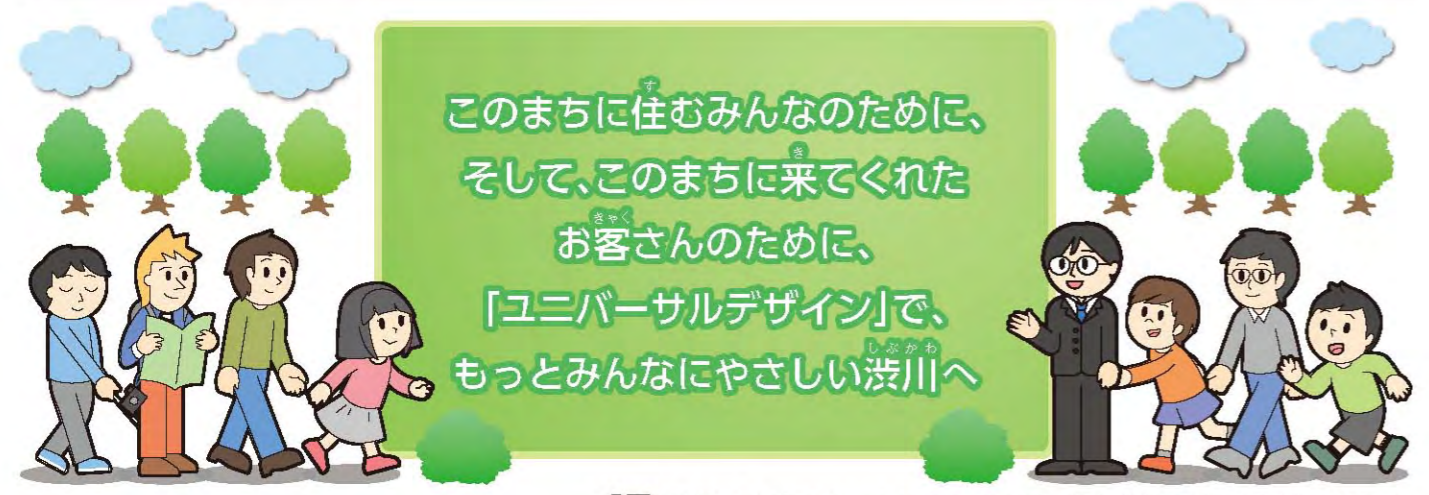 このまちに住むみんなのために、
そして、このまちに来てくれた
お客さんのために、
「ユニバーサルデザイン」で、
もっとみんなにやさしい渋川へ